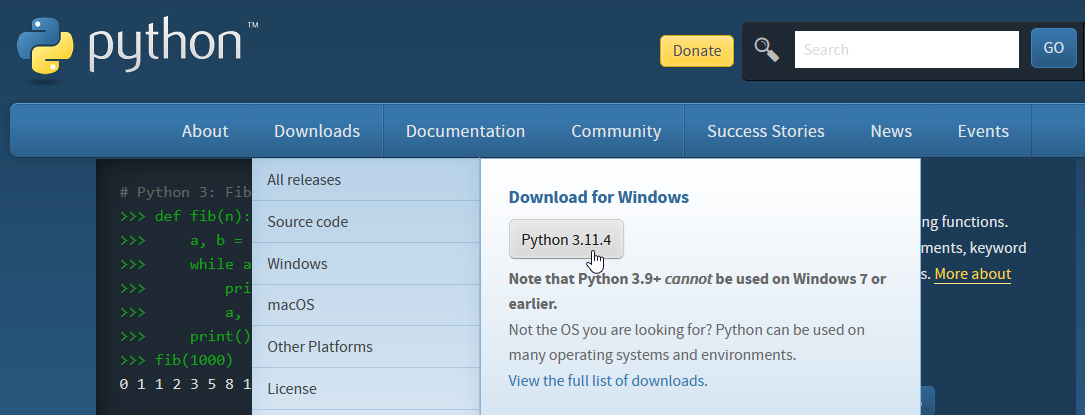 python™
Donate
Search
GO
About
Downloads
Documentation
Community
Success Stories
News
Events
# Python 3: Fib
>>> def fib(n):
>>>     a, b =
>>>     while a
>>>         pri
>>>         a,
>>>     print()
>>> fib(1000)
0 1 1 2 3 5 8 1
All releases
Source code
Windows
macOS
Other Platforms
License
Download for Windows
Python 3.11.4
Note that Python 3.9+ cannot be used on Windows 7 or
earlier.
Not the OS you are looking for? Python can be used on
many operating systems and environments.
View the full list of downloads.
ng functions.
ments, keyword
s. More about